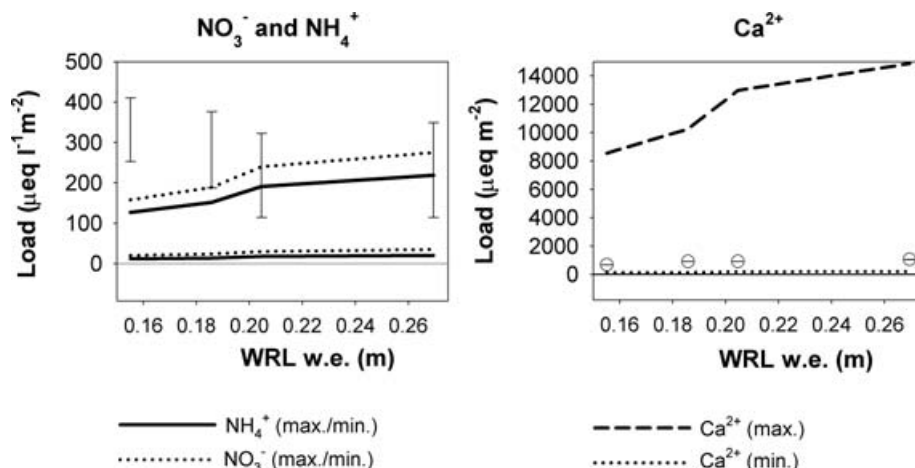 NO₃⁻ and NH₄⁺
Load (µeq l⁻¹m⁻²)
500
400
300
200
100
0
0.16 0.18 0.20 0.22 0.24 0.26
WRL w.e. (m)
NH₄⁺ (max./min.)
NO₃⁻ (max./min.)
Ca²⁺
Load (µeq m⁻²)
14000
12000
10000
8000
6000
4000
2000
0
0.16 0.18 0.20 0.22 0.24 0.26
WRL w.e. (m)
Ca²⁺ (max.)
Ca²⁺ (min.)